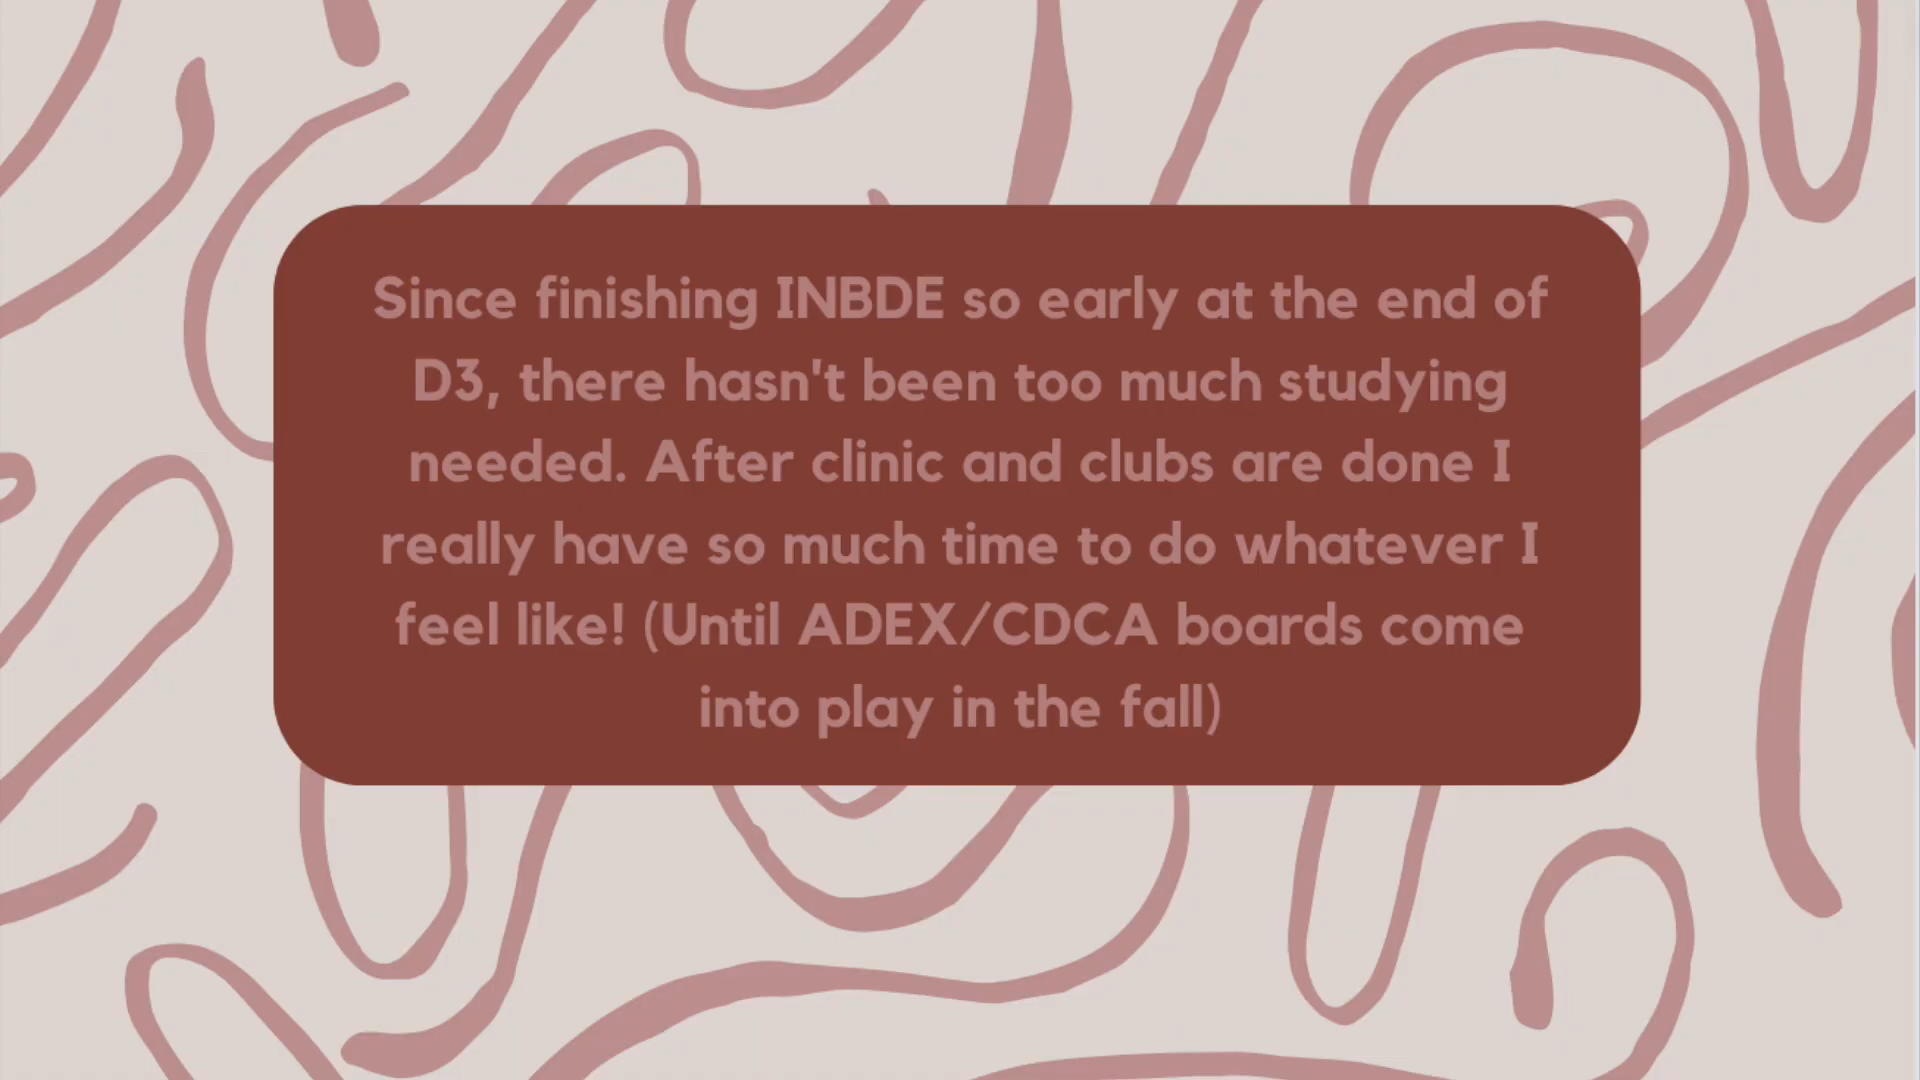 Since finishing INBDE so early at the end of
D3, there hasn't been too much studying
needed. After clinic and clubs are done I
really have so much time to do whatever I
feel like! (Until ADEX/CDCA boards come
into play in the fall)